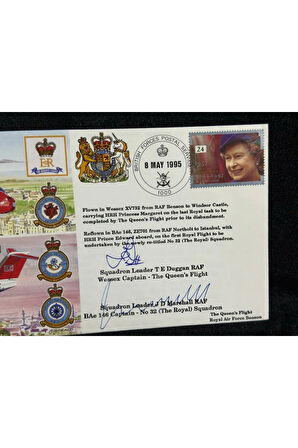 E R
THE QUEEN'S FLIGHT
BRITISH FORCES POSTAL SERVICE
8 MAY 1995
1000
24
Flown in Wessex XV732 from RAF Benson to Windsor Castle,
carrying HRH Princess Margaret on the last Royal task to be
completed by The Queen's Flight prior to its disbandment.
Reflown in BAe 146, ZE701 from RAF Northolt to Istanbul, with
HRH Prince Edward aboard, on the first Royal Flight to be
undertaken by the newly re-titled No 32 (The Royal) Squadron.
Squadron Leader T E Duggan RAF
Wessex Captain - The Queen's Flight
Squadron Leader J D Marshall RAF
BAe 146 Captain - No 32 (The Royal) Squadron
The Queen's Flight
Royal Air Force Benson